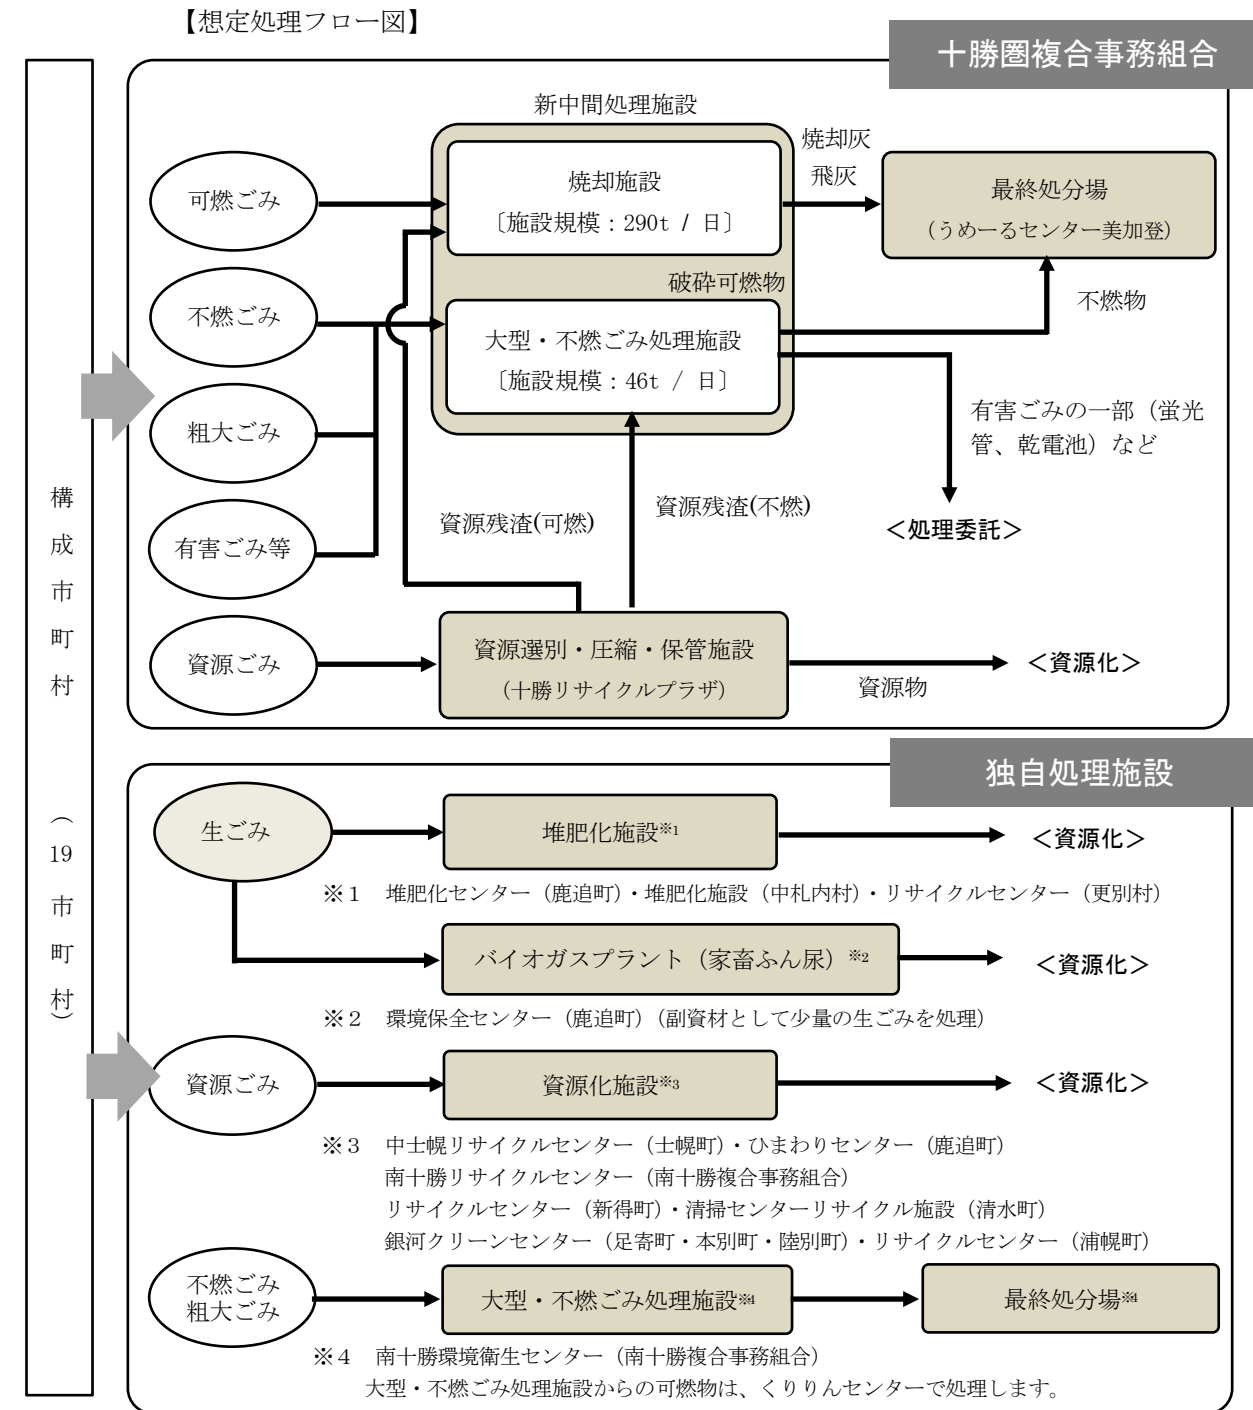 【想定処理フロー図】
十勝圏複合事務組合
構成市町村（19市町村）
新中間処理施設
可燃ごみ
焼却施設
〔施設規模：290t / 日〕
焼却灰
飛灰
最終処分場
（うめーるセンター美加登）
破砕可燃物
不燃ごみ
大型・不燃ごみ処理施設
〔施設規模：46t / 日〕
不燃物
粗大ごみ
有害ごみの一部（蛍光
管、乾電池）など
資源残渣(可燃)
資源残渣(不燃)
＜処理委託＞
有害ごみ等
資源ごみ
資源選別・圧縮・保管施設
（十勝リサイクルプラザ）
資源物
＜資源化＞
独自処理施設
生ごみ
堆肥化施設※1
＜資源化＞
※１　堆肥化センター（鹿追町）・堆肥化施設（中札内村）・リサイクルセンター（更別村）
バイオガスプラント（家畜ふん尿）※2
＜資源化＞
※２　環境保全センター（鹿追町）（副資材として少量の生ごみを処理）
資源ごみ
資源化施設※3
＜資源化＞
※３　中士幌リサイクルセンター（士幌町）・ひまわりセンター（鹿追町）
南十勝リサイクルセンター（南十勝複合事務組合）
リサイクルセンター（新得町）・清掃センターリサイクル施設（清水町）
銀河クリーンセンター（足寄町・本別町・陸別町）・リサイクルセンター（浦幌町）
不燃ごみ
粗大ごみ
大型・不燃ごみ処理施設※4
最終処分場※4
※４　南十勝環境衛生センター（南十勝複合事務組合）
大型・不燃ごみ処理施設からの可燃物は、くりりんセンターで処理します。